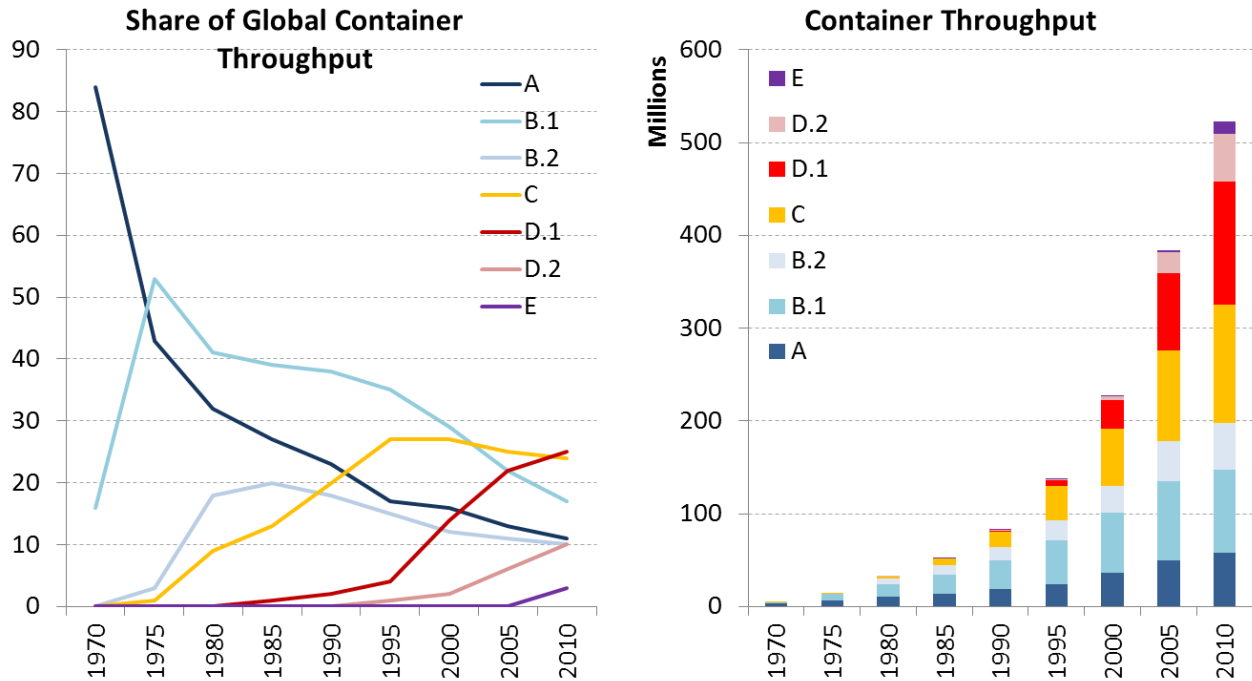 Share of Global Container
Throughput
90
80
70
60
50
40
30
20
10
0
1970
1975
1980
1985
1990
1995
2000
2005
2010
A
B.1
B.2
C
D.1
D.2
E
Container Throughput
Millions
600
500
400
300
200
100
0
1970
1975
1980
1985
1990
1995
2000
2005
2010
E
D.2
D.1
C
B.2
B.1
A